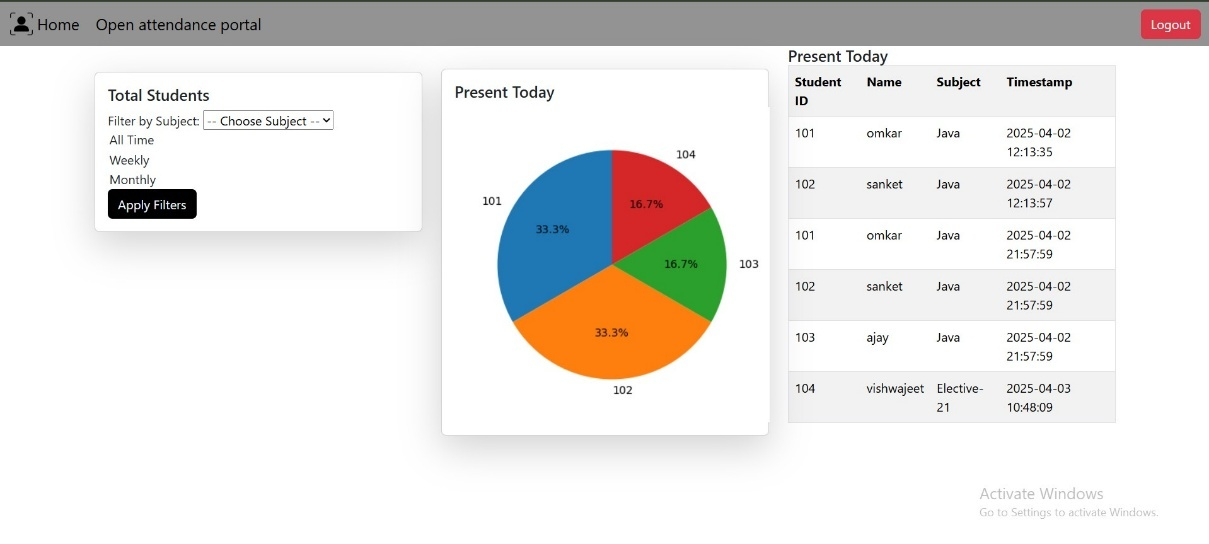 Home Open attendance portal Logout
Total Students
Filter by Subject: -- Choose Subject --
All Time
Weekly
Monthly
Apply Filters
Present Today
104
101
16.7%
33.3%
16.7% 103
33.3%
102
Present Today
Student ID Name Subject Timestamp
101 omkar Java 2025-04-02 12:13:35
102 sanket Java 2025-04-02 12:13:57
101 omkar Java 2025-04-02 21:57:59
102 sanket Java 2025-04-02 21:57:59
103 ajay Java 2025-04-02 21:57:59
104 vishwajeet Elective-21 2025-04-03 10:48:09
Activate Windows
Go to Settings to activate Windows.